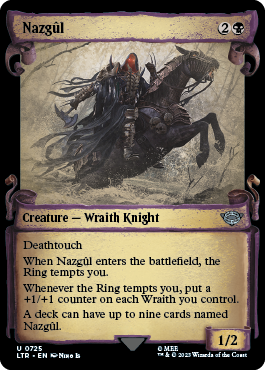 Nazgûl 2
Creature — Wraith Knight
Deathtouch
When Nazgûl enters the battlefield, the
Ring tempts you.
Whenever the Ring tempts you, put a
+1/+1 counter on each Wraith you control.
A deck can have up to nine cards named
Nazgûl.
1/2
U 0725
LTR • EN Nino Is
© MEE
™ & © 2023 Wizards of the Coast